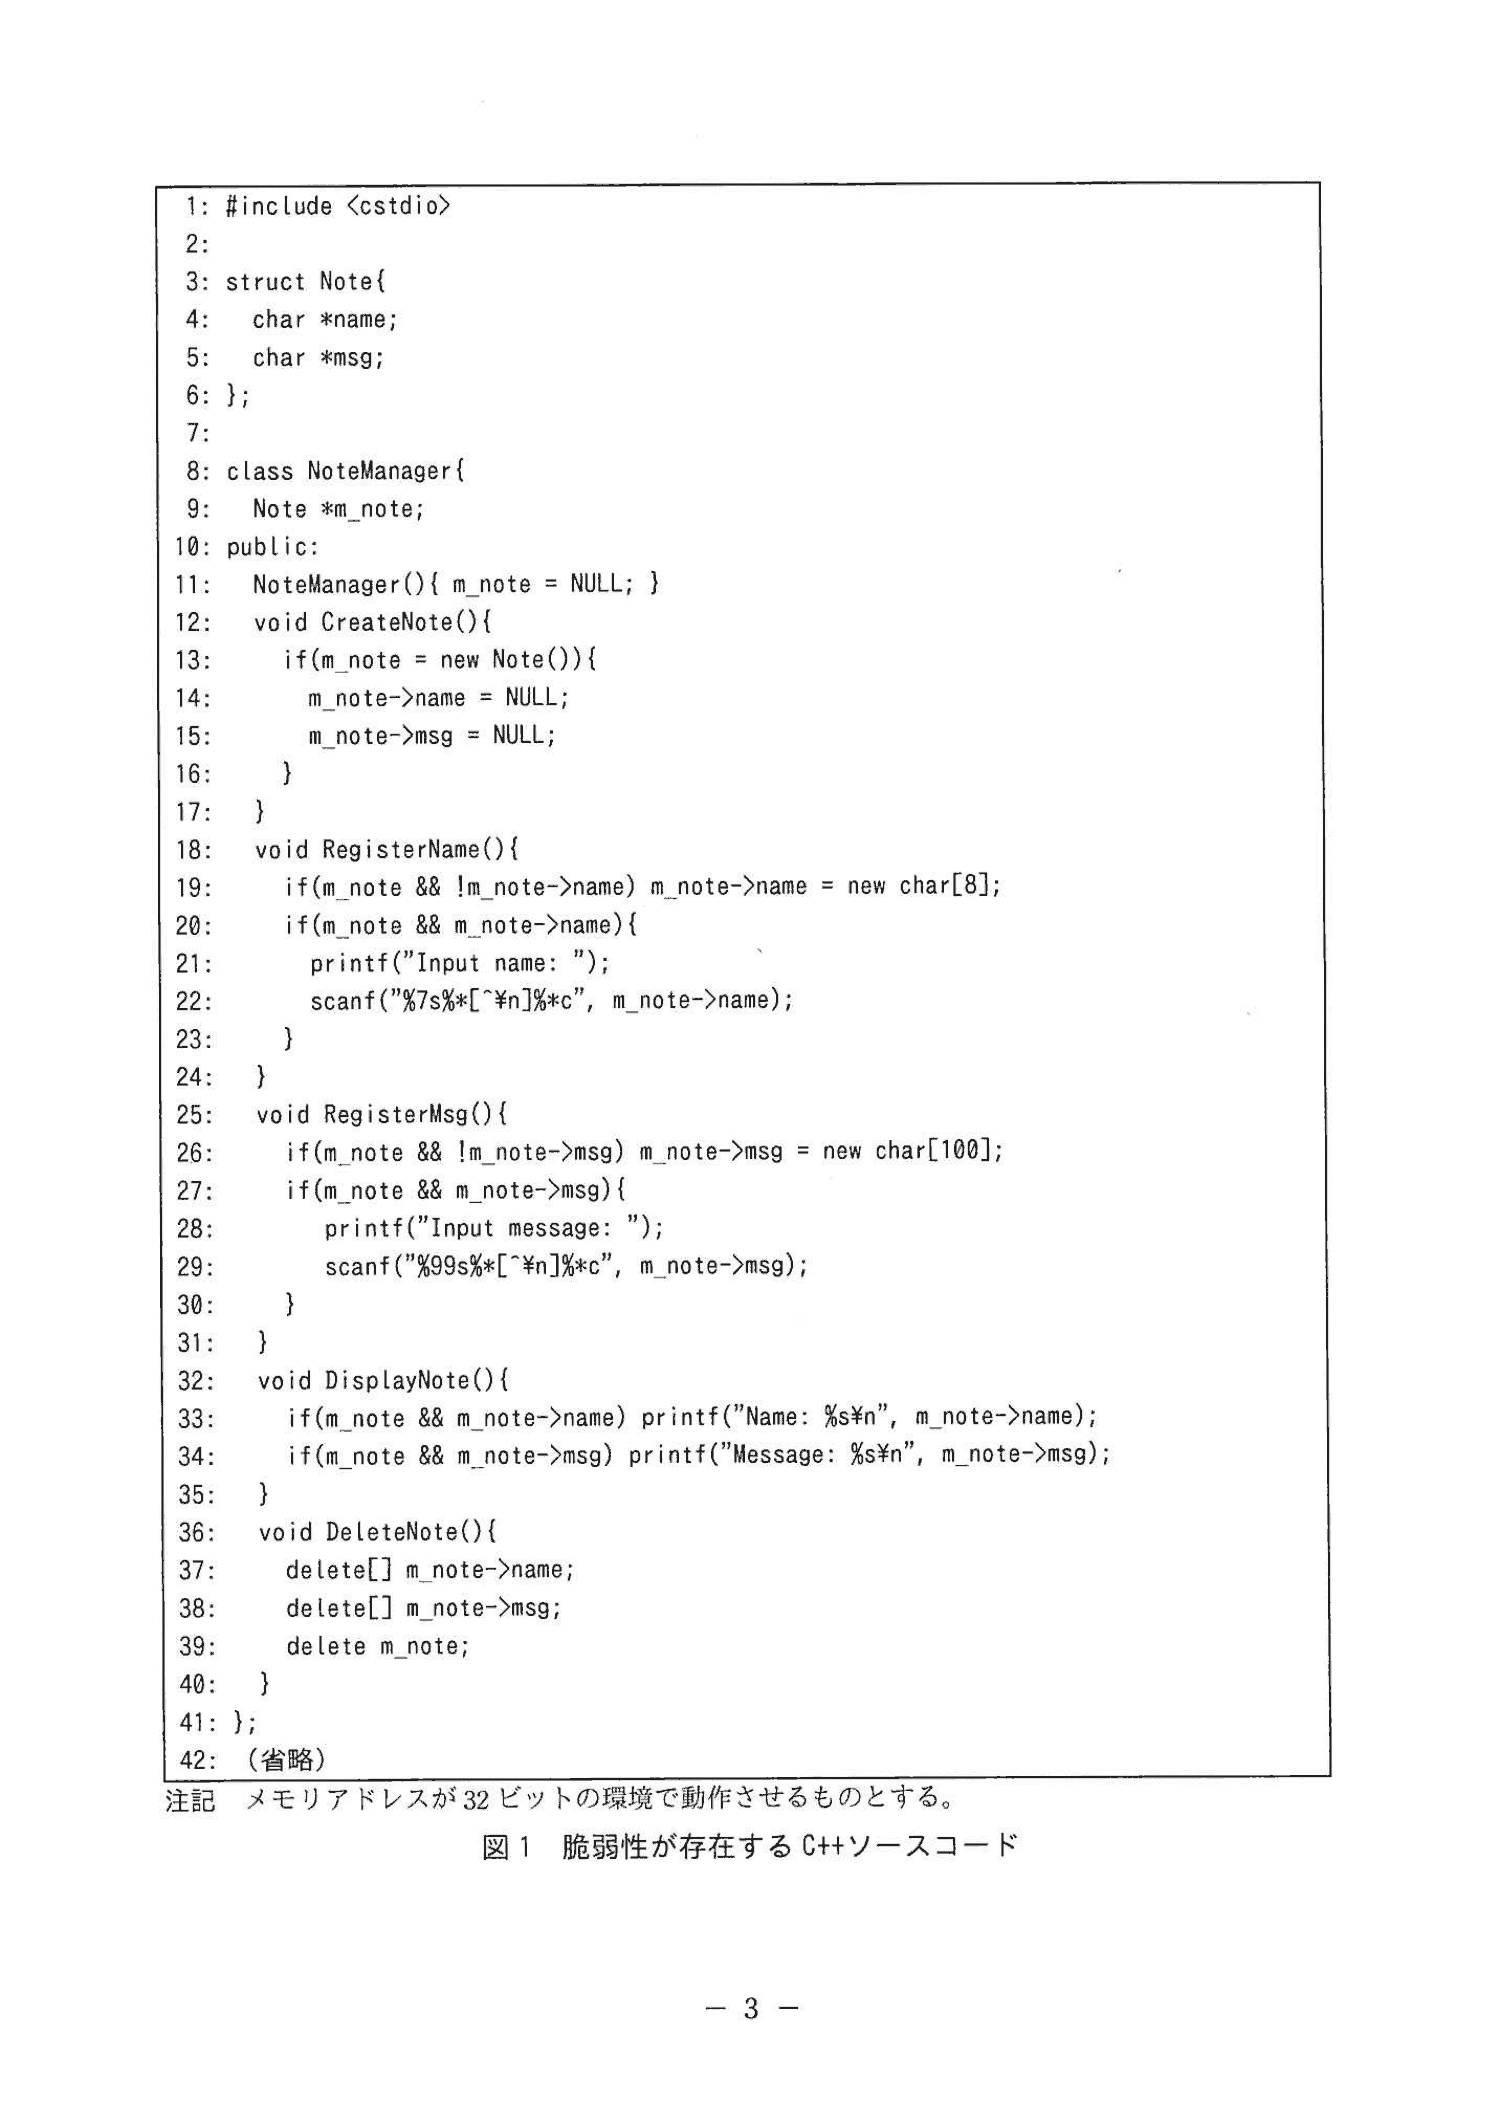 1: #include <cstdio>
2:
3: struct Note{
4:   char *name;
5:   char *msg;
6: };
7:
8: class NoteManager{
9:   Note *m_note;
10: public:
11:   NoteManager(){ m_note = NULL; }
12:   void CreateNote(){
13:     if(m_note = new Note()){
14:       m_note->name = NULL;
15:       m_note->msg = NULL;
16:     }
17:   }
18:   void RegisterName(){
19:     if(m_note && !m_note->name) m_note->name = new char[8];
20:     if(m_note && m_note->name){
21:       printf("Input name: ");
22:       scanf("%7s%*[^¥n]%*c", m_note->name);
23:     }
24:   }
25:   void RegisterMsg(){
26:     if(m_note && !m_note->msg) m_note->msg = new char[100];
27:     if(m_note && m_note->msg){
28:        printf("Input message: ");
29:        scanf("%99s%*[^¥n]%*c", m_note->msg);
30:     }
31:   }
32:   void DisplayNote(){
33:     if(m_note && m_note->name) printf("Name: %s¥n", m_note->name);
34:     if(m_note && m_note->msg) printf("Message: %s¥n", m_note->msg);
35:   }
36:   void DeleteNote(){
37:     delete[] m_note->name;
38:     delete[] m_note->msg;
39:     delete m_note;
40:   }
41: };
42: （省略）
注記　メモリアドレスが 32 ビットの環境で動作させるものとする。
図 1　脆弱性が存在する C++ソースコード
－ 3 －